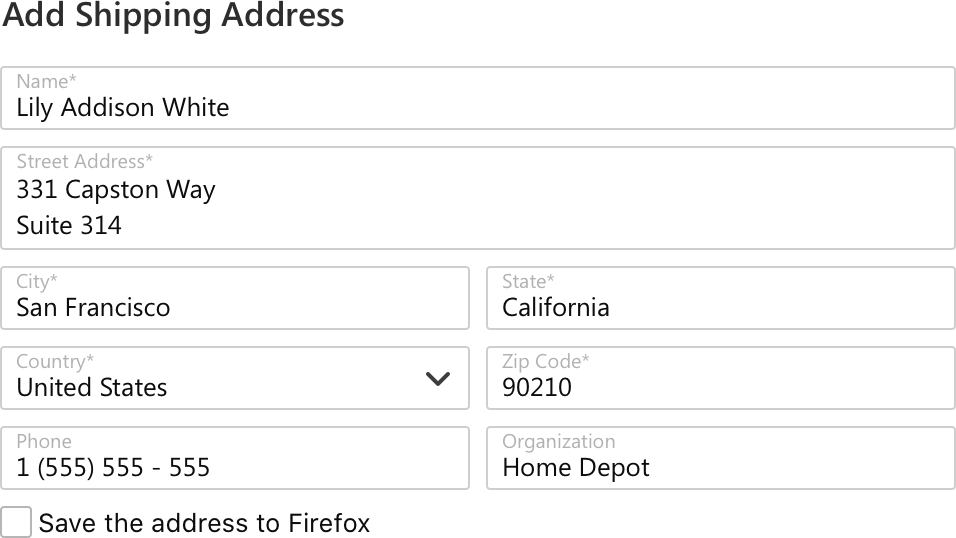 Add Shipping Address
Name*
Lily Addison White
Street Address*
331 Capston Way
Suite 314
City*
San Francisco
State*
California
Country*
United States
Zip Code*
90210
Phone
1 (555) 555 - 555
Organization
Home Depot
Save the address to Firefox